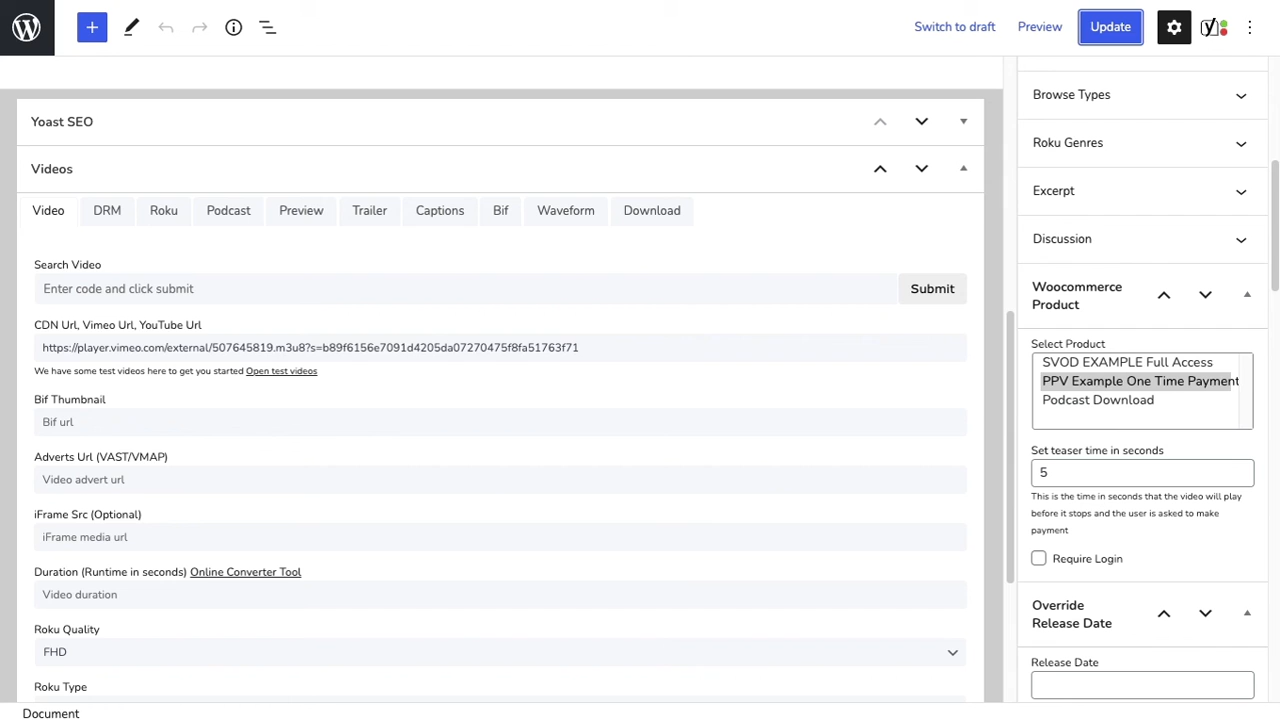 Switch to draft
Preview
Update
Yoast SEO
Videos
Video
DRM
Roku
Podcast
Preview
Trailer
Captions
Bif
Waveform
Download
Search Video
Enter code and click submit
Submit
CDN Url, Vimeo Url, YouTube Url
https://player.vimeo.com/external/507645819.m3u8?s=b89f6156e7091d4205da07270475f8fa51763f71
We have some test videos here to get you started Open test videos
Bif Thumbnail
Bif url
Adverts Url (VAST/VMAP)
Video advert url
iFrame Src (Optional)
iFrame media url
Duration (Runtime in seconds) Online Converter Tool
Video duration
Roku Quality
FHD
Roku Type
Browse Types
Roku Genres
Excerpt
Discussion
Woocommerce
Product
Select Product
SVOD EXAMPLE Full Access
PPV Example One Time Payment
Podcast Download
Set teaser time in seconds
5
This is the time in seconds that the video will play
before it stops and the user is asked to make
payment
Require Login
Override
Release Date
Release Date
Document